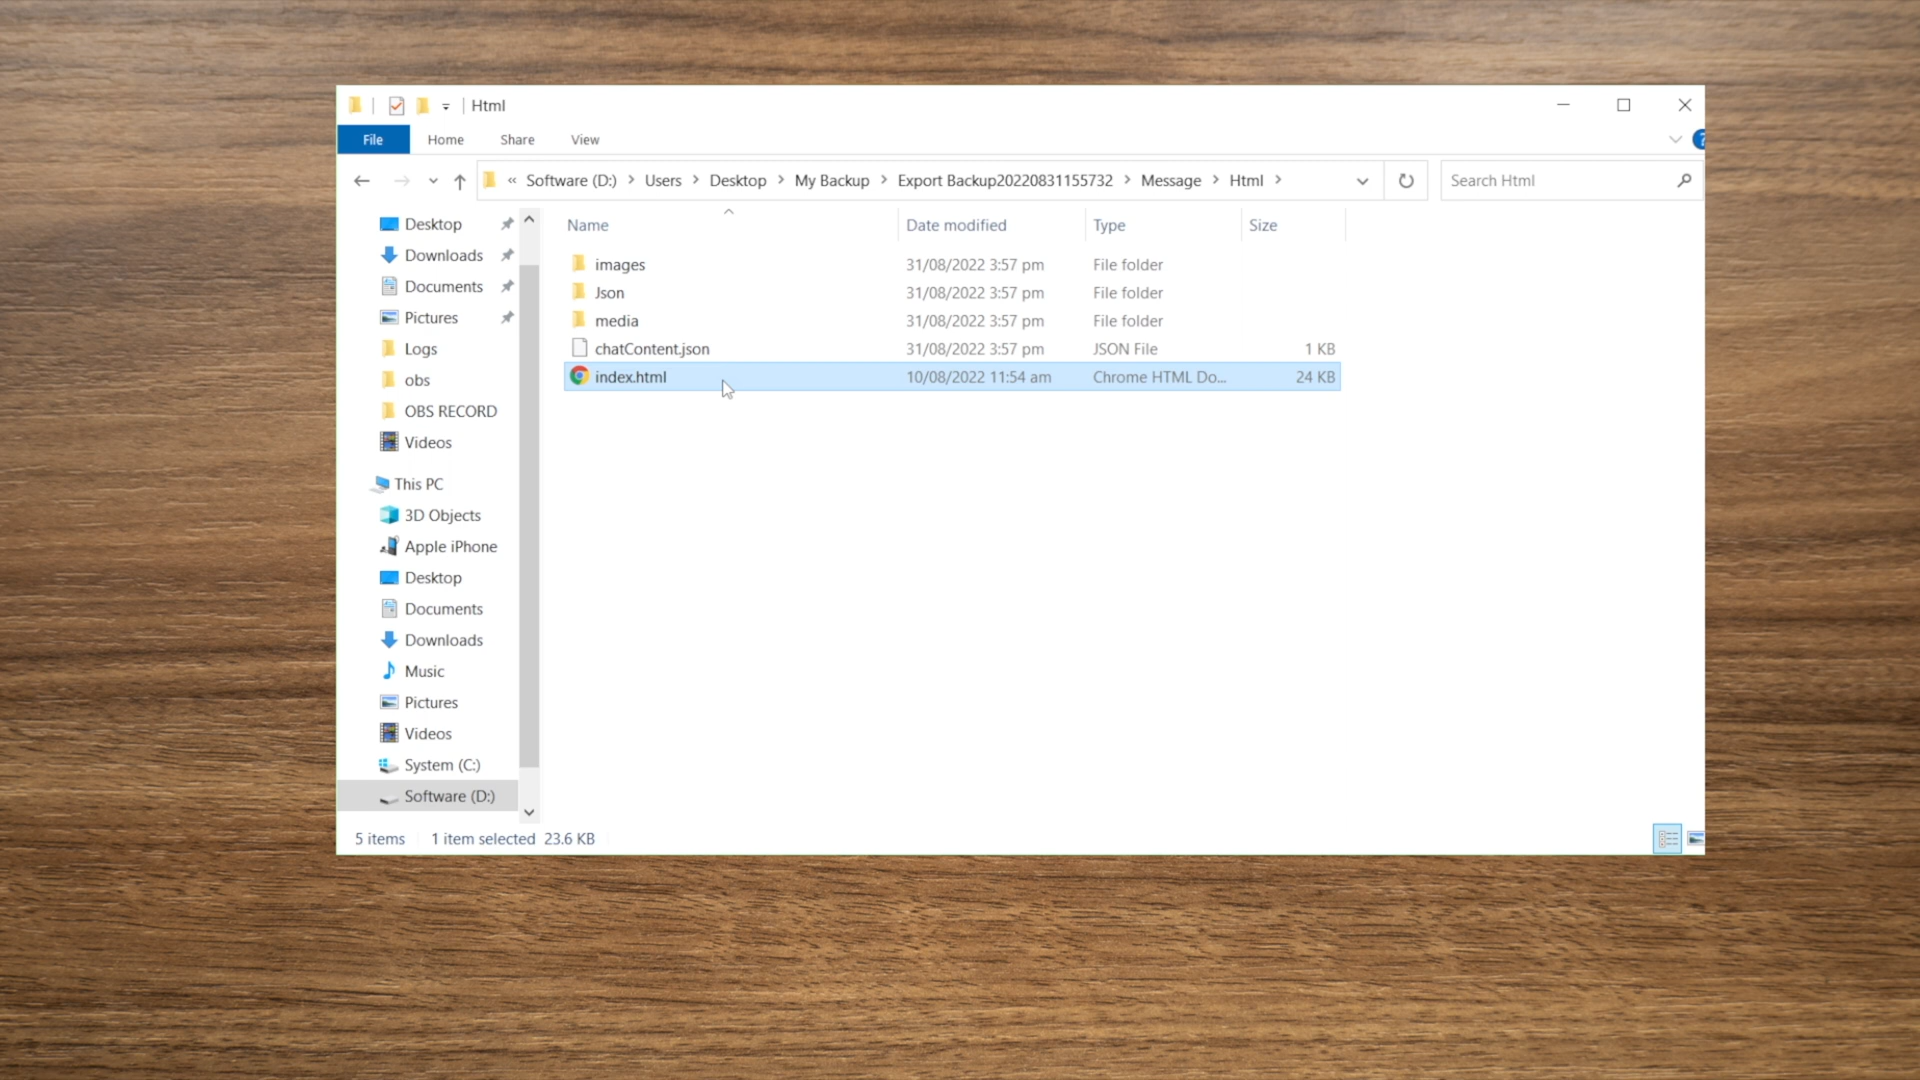 Html
File Home Share View
« Software (D:) Users Desktop My Backup Export Backup20220831155732 Message Html
Search Html
Name Date modified Type Size
Desktop
Downloads
Documents
Pictures
Logs
obs
OBS RECORD
Videos
This PC
3D Objects
Apple iPhone
Desktop
Documents
Downloads
Music
Pictures
Videos
System (C:)
Software (D:)
images 31/08/2022 3:57 pm File folder
Json 31/08/2022 3:57 pm File folder
media 31/08/2022 3:57 pm File folder
chatContent.json 31/08/2022 3:57 pm JSON File 1 KB
index.html 10/08/2022 11:54 am Chrome HTML Do... 24 KB
5 items 1 item selected 23.6 KB